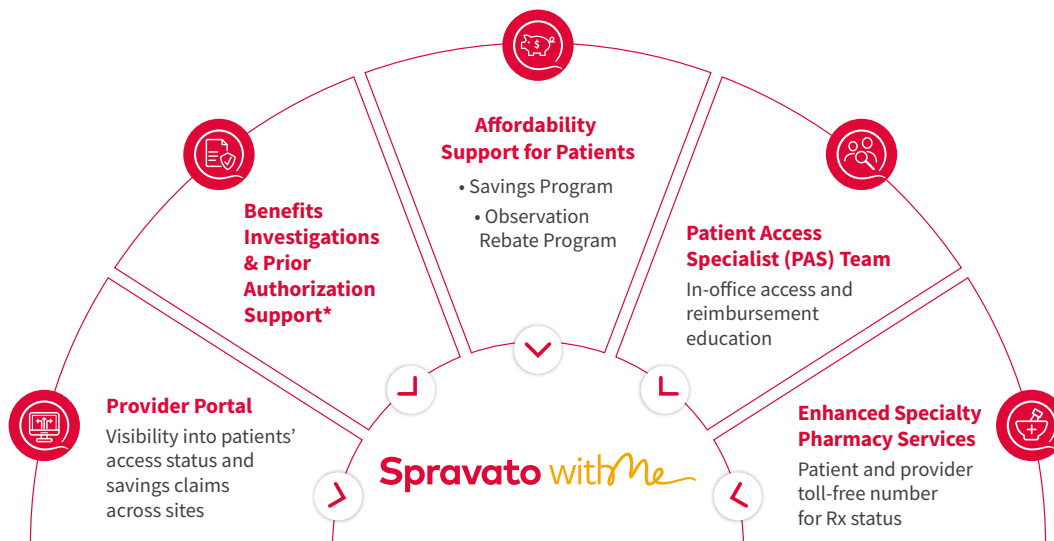 Affordability
Support for Patients
• Savings Program
• Observation
Rebate Program
Benefits
Investigations
& Prior
Authorization
Support*
Patient Access
Specialist (PAS) Team
In-office access and
reimbursement
education
Provider Portal
Visibility into patients’
access status and
savings claims
across sites
Enhanced Specialty
Pharmacy Services
Patient and provider
toll-free number
for Rx status
Spravato withMe
$